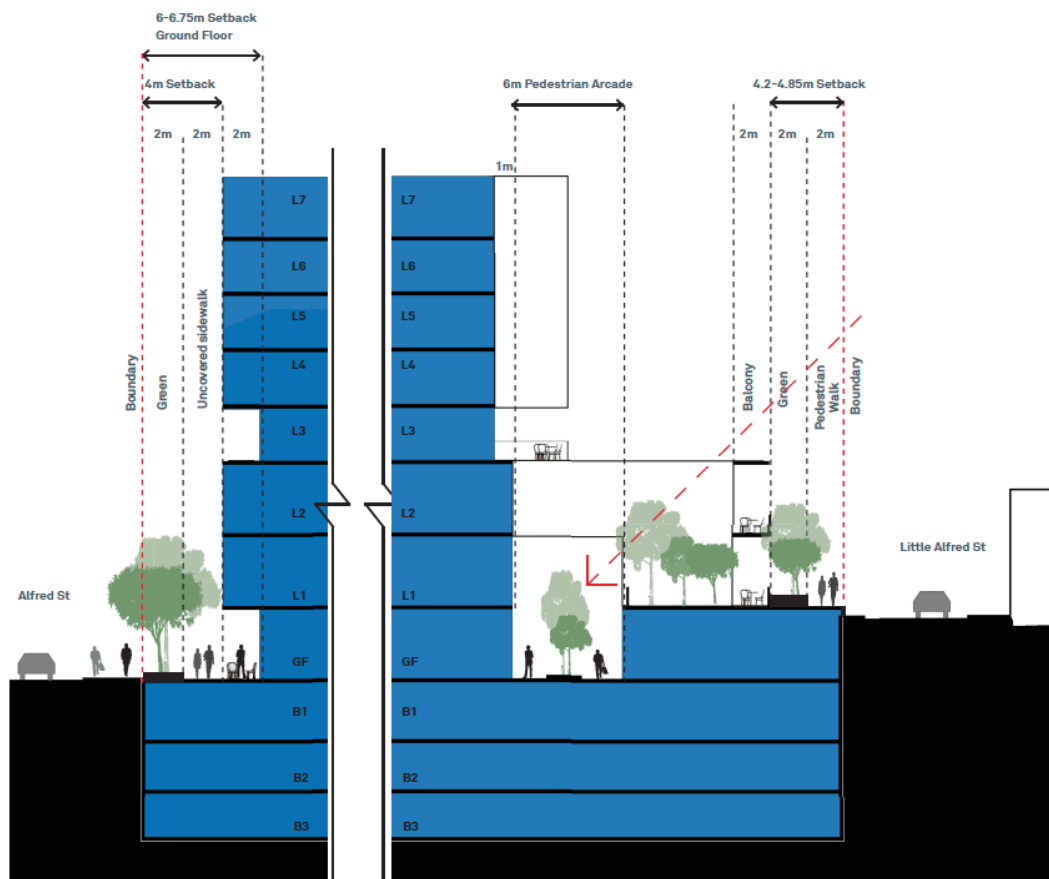 6-6.75m Setback
Ground Floor
4m Setback
6m Pedestrian Arcade
4.2-4.85m Setback
2m
2m
2m
2m
2m
2m
1m
L7
L7
L6
L6
L5
L5
L4
L4
Boundary
Green
Uncovered sidewalk
Balcony
Green
Pedestrian
Walk
Boundary
L3
L3
L2
L2
Little Alfred St
Alfred St
L1
L1
GF
GF
B1
B1
B2
B2
B3
B3